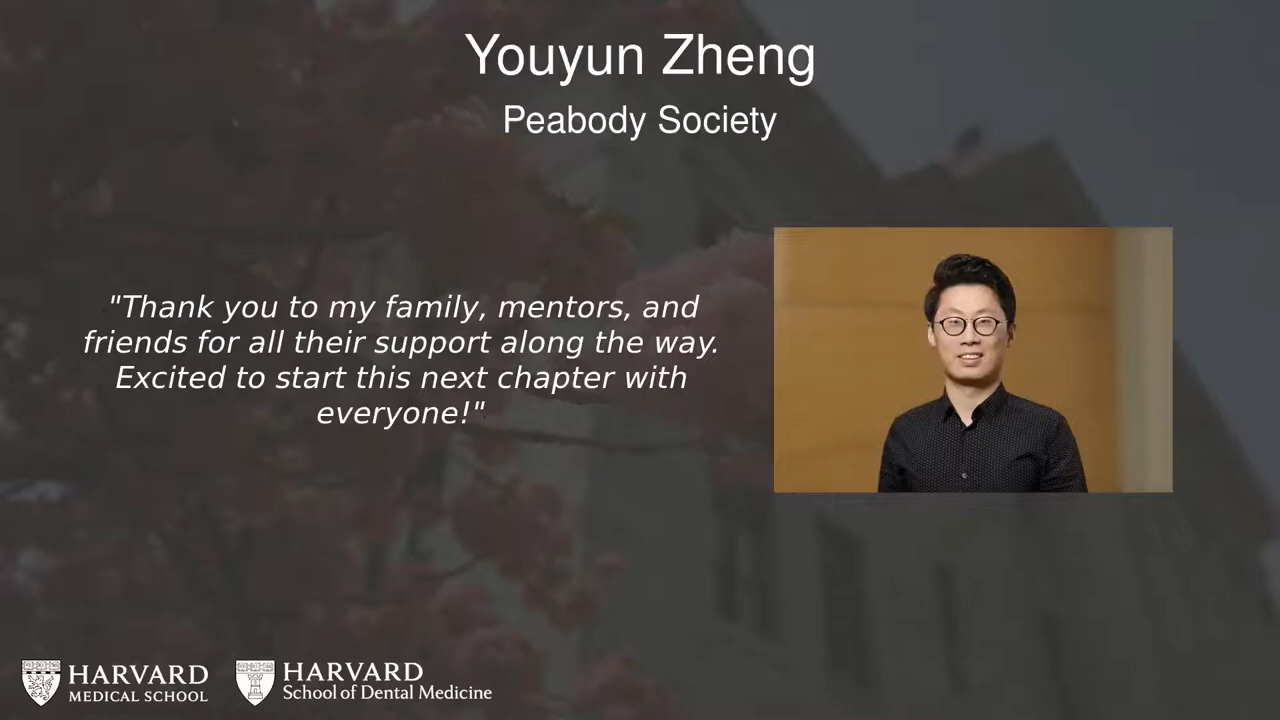 Youyun Zheng
Peabody Society
"Thank you to my family, mentors, and
friends for all their support along the way.
Excited to start this next chapter with
everyone!"
HARVARD
MEDICAL SCHOOL
HARVARD
School of Dental Medicine